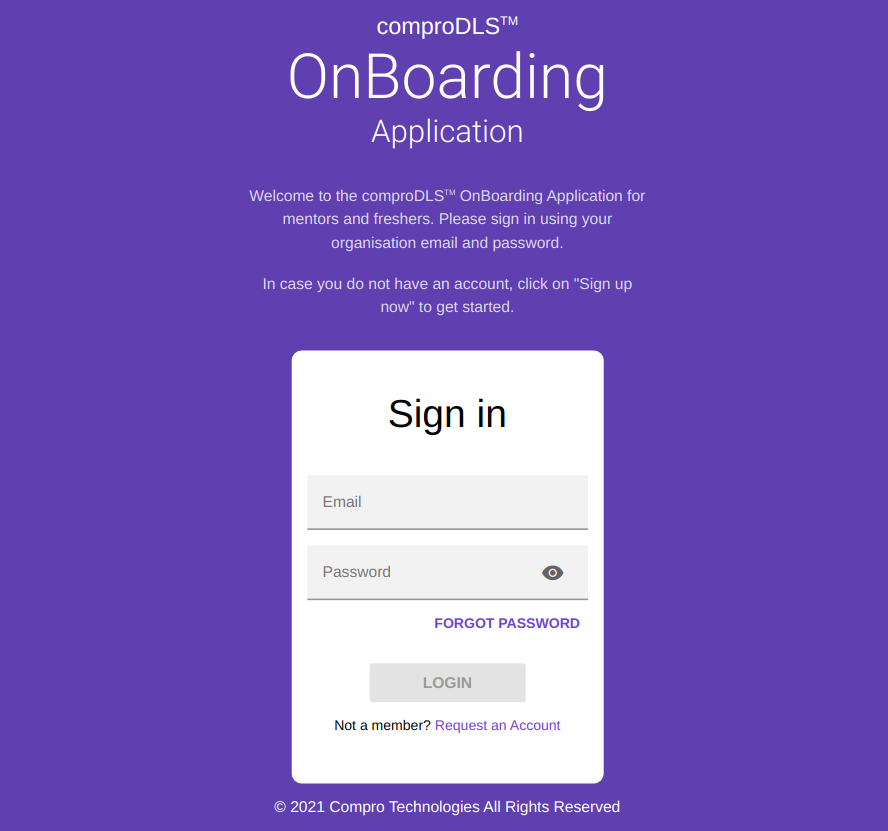 comproDLS™
OnBoarding
Application
Welcome to the comproDLS™ OnBoarding Application for
mentors and freshers. Please sign in using your
organisation email and password.
In case you do not have an account, click on "Sign up
now" to get started.
Sign in
Email
Password
FORGOT PASSWORD
LOGIN
Not a member? Request an Account
© 2021 Compro Technologies All Rights Reserved